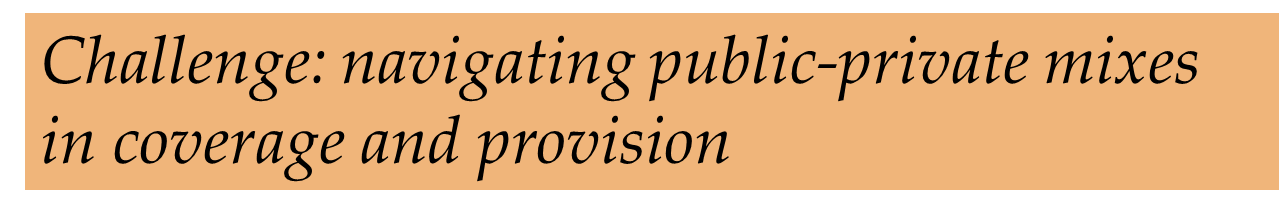 Challenge: navigating public-private mixes
in coverage and provision